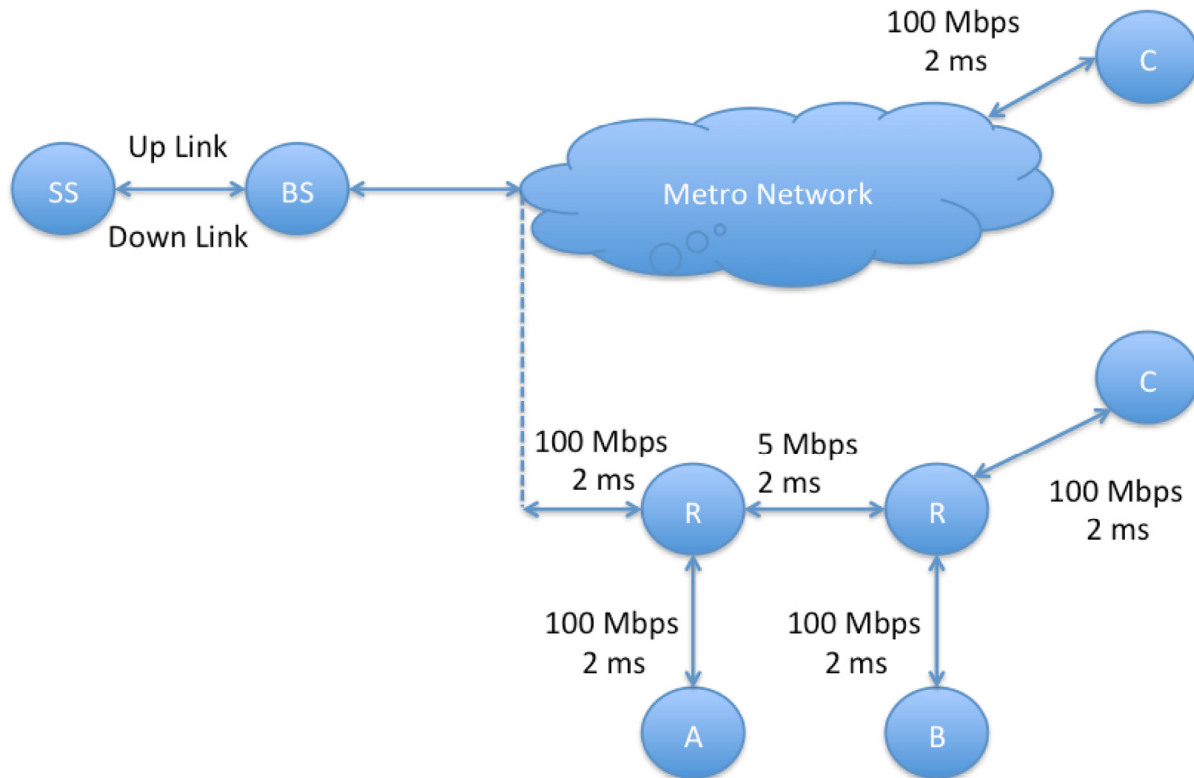 100 Mbps
2 ms
C
Up Link
SS
BS
Metro Network
Down Link
C
100 Mbps
2 ms
5 Mbps
2 ms
R
R
100 Mbps
2 ms
100 Mbps
2 ms
100 Mbps
2 ms
A
B